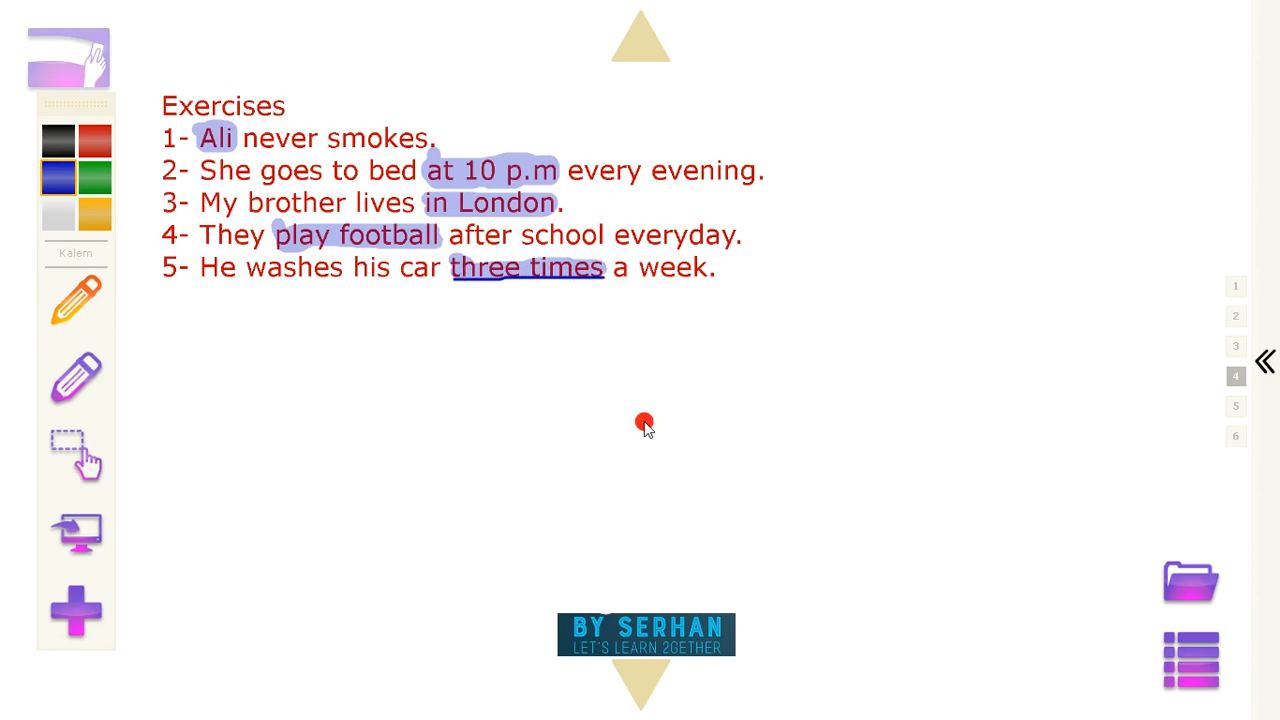 Exercises
1- Ali never smokes.
2- She goes to bed at 10 p.m every evening.
3- My brother lives in London.
4- They play football after school everyday.
5- He washes his car three times a week.
Kalem
1
2
3
4
5
6
BY SERHAN
LET'S LEARN 2GETHER